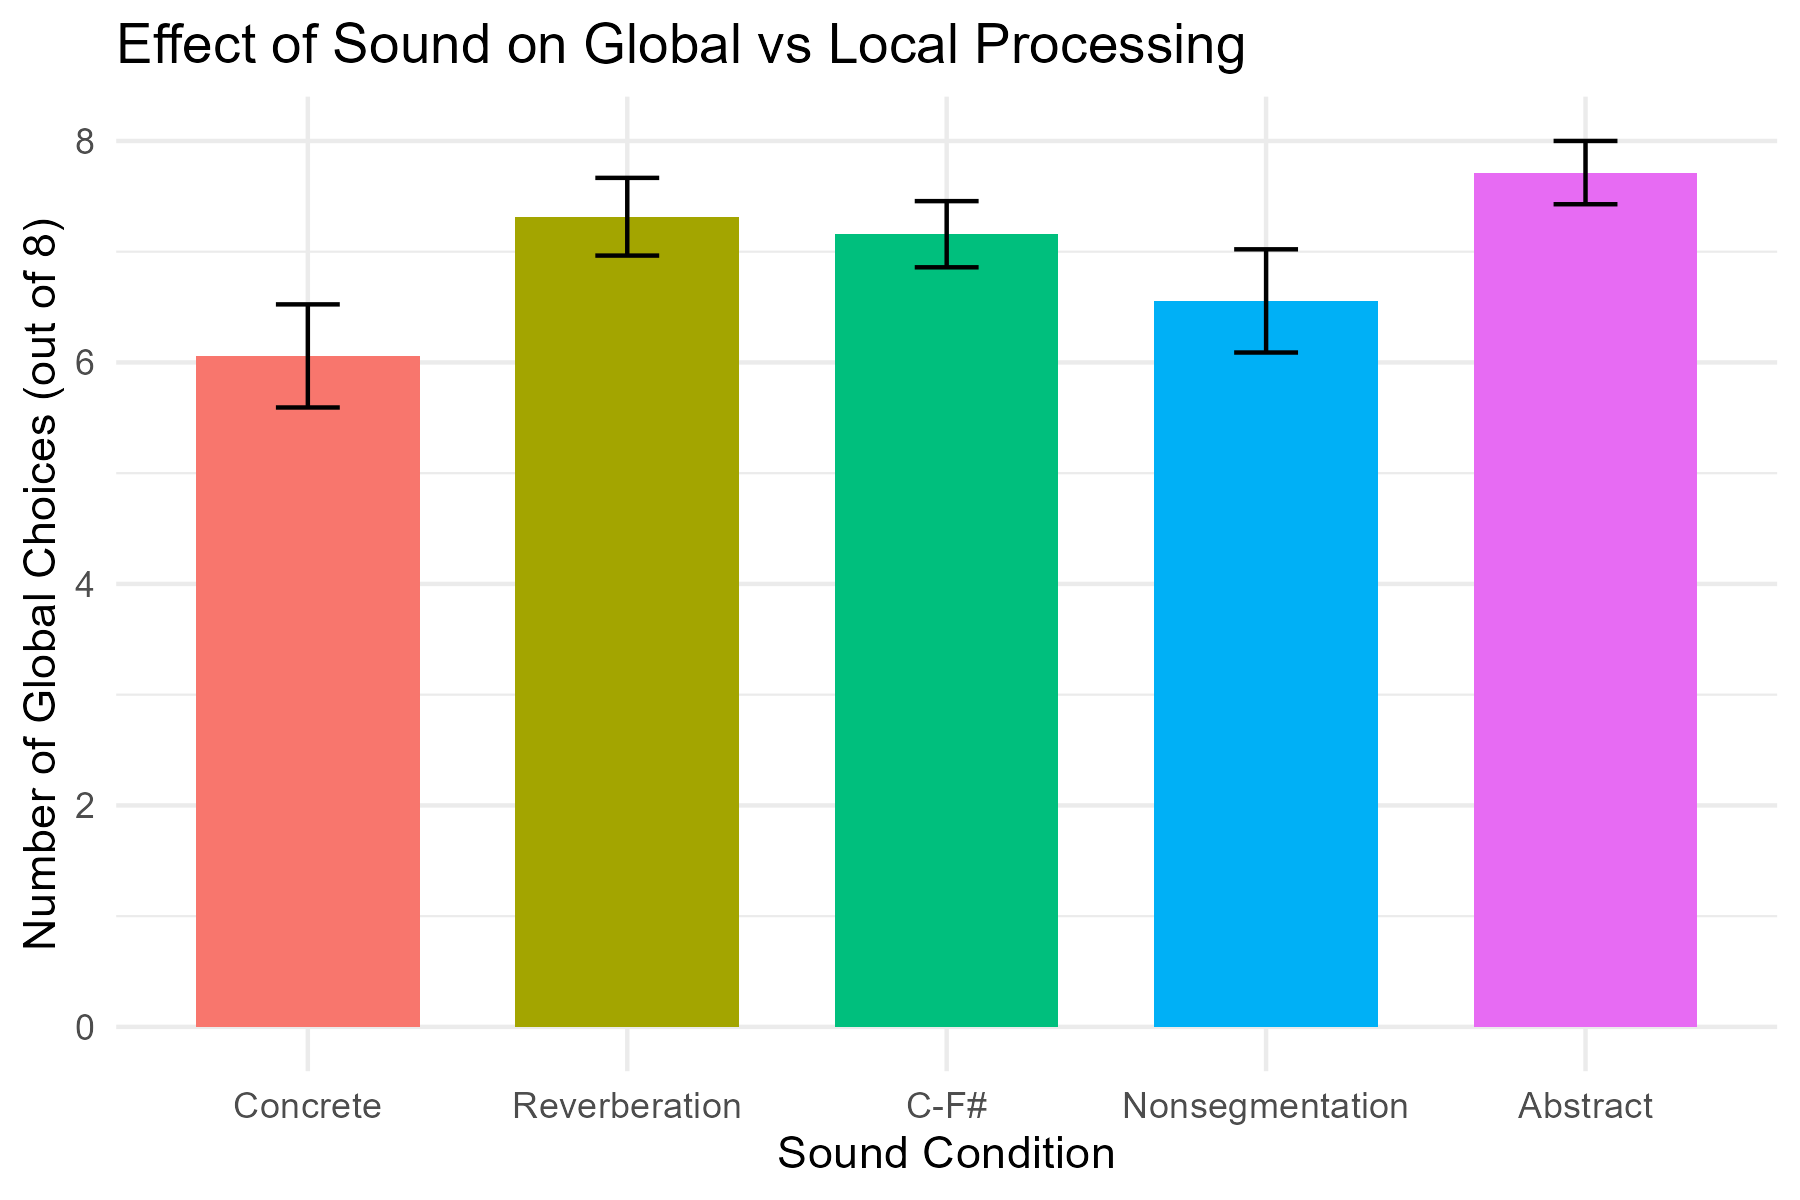 Effect of Sound on Global vs Local Processing
Number of Global Choices (out of 8)
8
6
4
2
0
Concrete
Reverberation
C-F#
Nonsegmentation
Abstract
Sound Condition